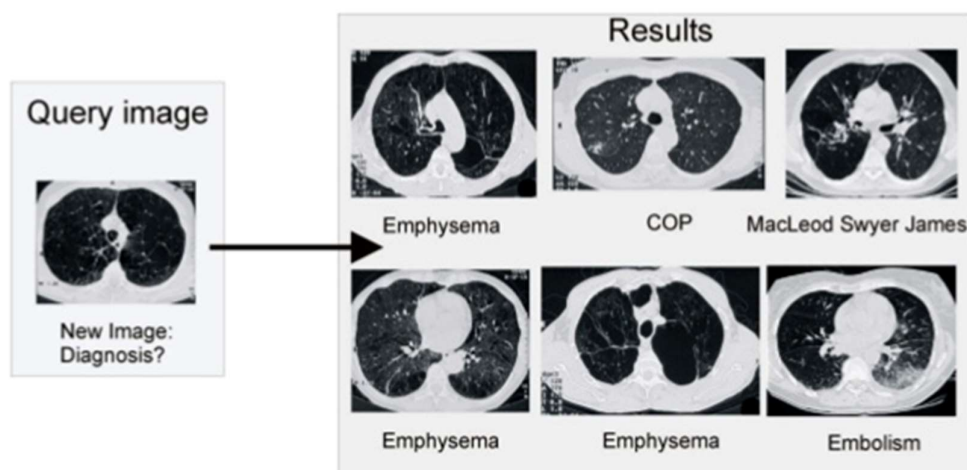 Results
Query image
Emphysema
COP
MacLeod Swyer James
New Image:
Diagnosis?
Emphysema
Emphysema
Embolism